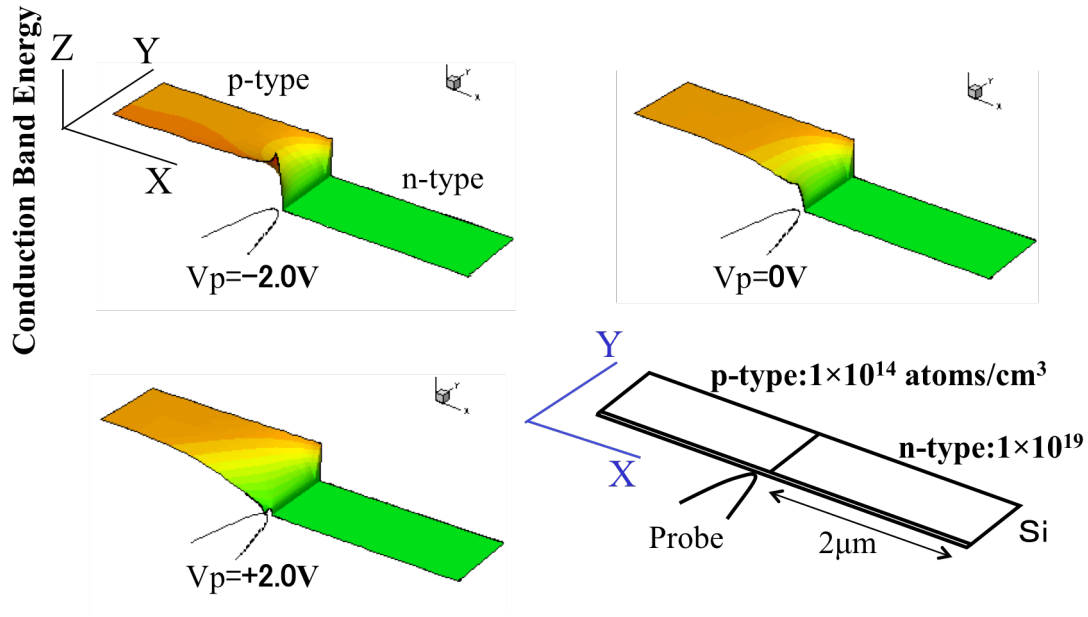 Conduction Band Energy
Z
Y
X
p-type
n-type
Y
X
Vp=−2.0V
Y
X
Vp=0V
Y
X
Vp=+2.0V
Y
X
p-type:1×10¹⁴ atoms/cm³
n-type:1×10¹⁹
Probe
2μm
Si